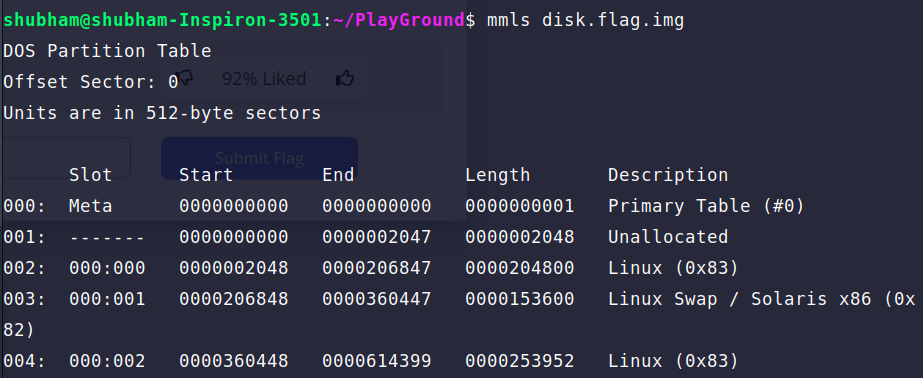 shubham@shubham-Inspiron-3501:~/PlayGround$ mmls disk.flag.img
DOS Partition Table
Offset Sector: 0
92% Liked
Units are in 512-byte sectors
Submit Flag
Slot Start End Length Description
000: Meta 0000000000 0000000000 0000000001 Primary Table (#0)
001: ------- 0000000000 0000002047 0000002048 Unallocated
002: 000:000 0000002048 0000206847 0000204800 Linux (0x83)
003: 000:001 0000206848 0000360447 0000153600 Linux Swap / Solaris x86 (0x
82)
004: 000:002 0000360448 0000614399 0000253952 Linux (0x83)